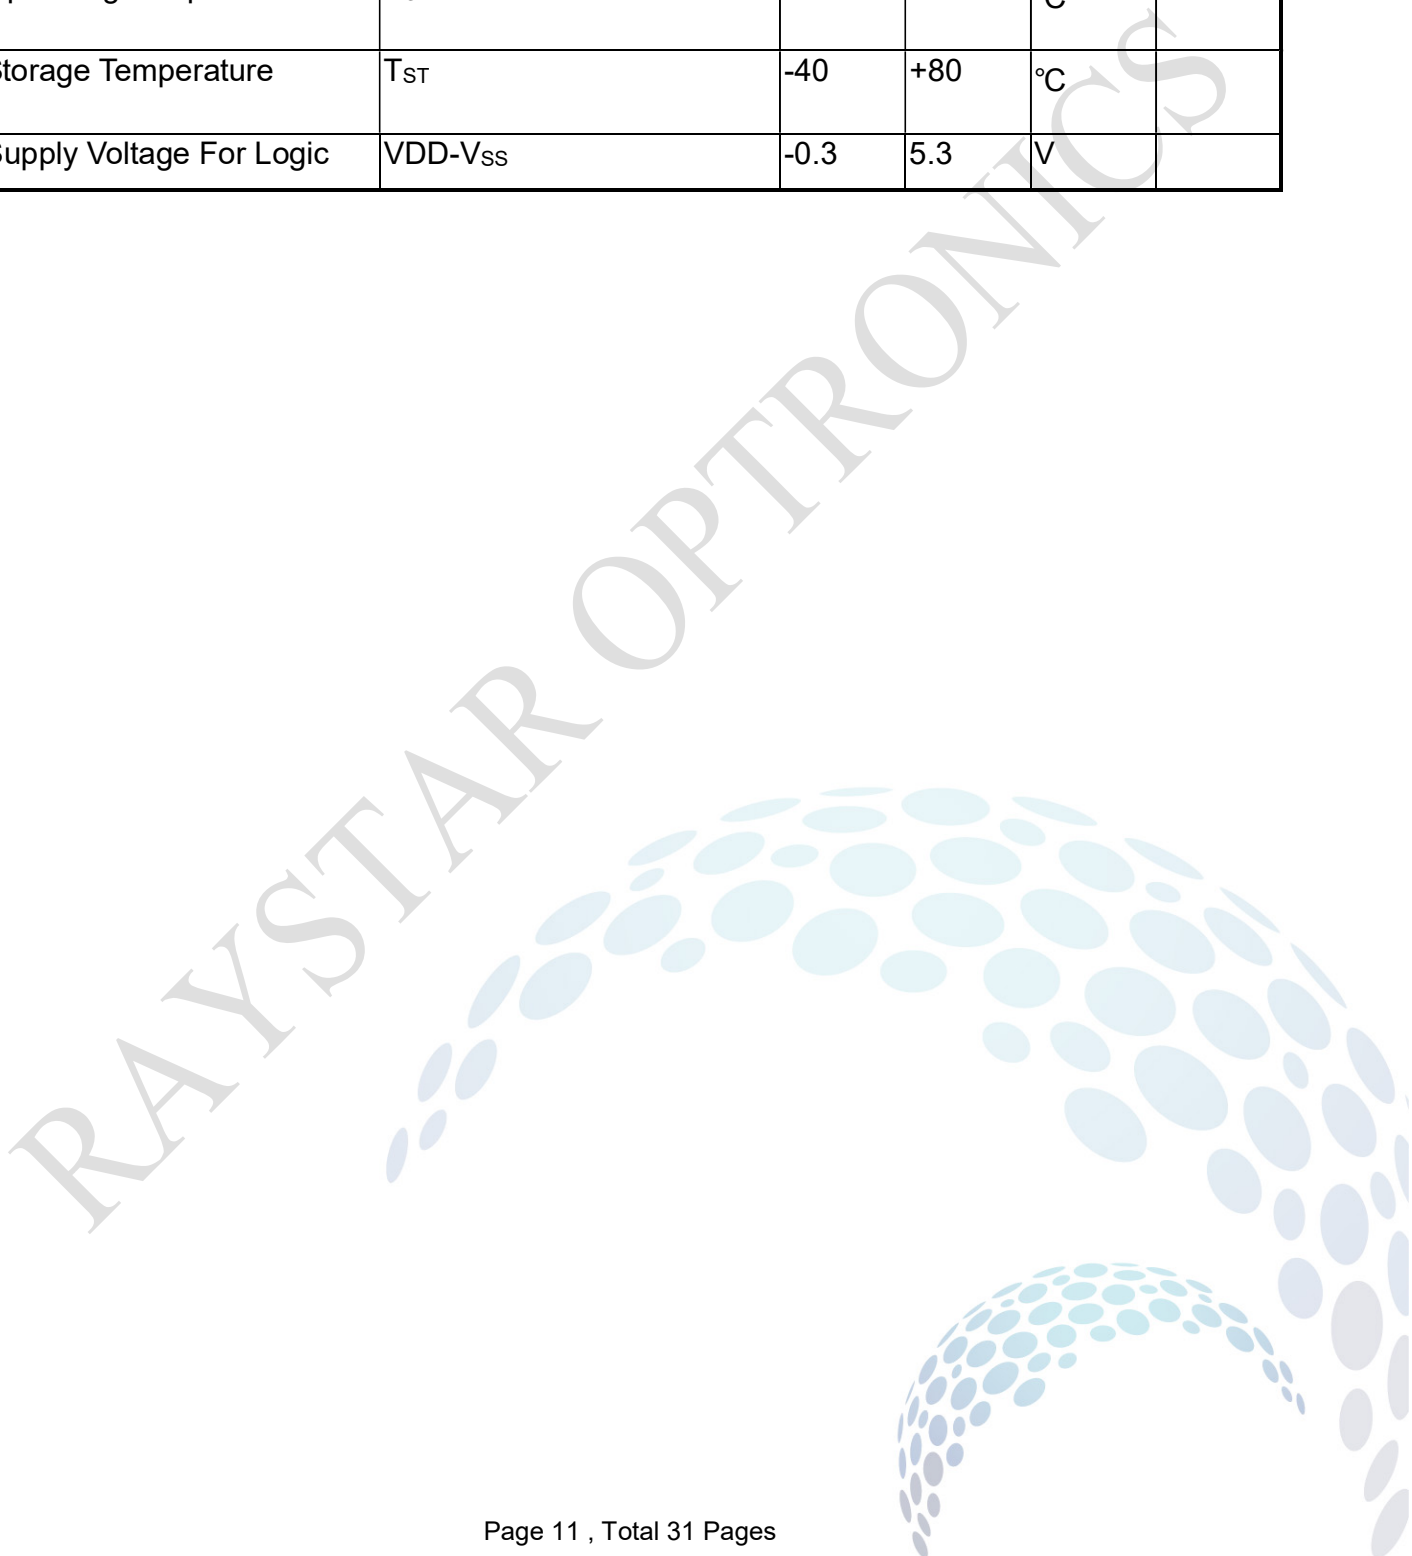 °C
Storage Temperature TST -40 +80 °C
Supply Voltage For Logic VDD-VSS -0.3 5.3 V
RAYSTAR OPTRONICS
Page 11 , Total 31 Pages